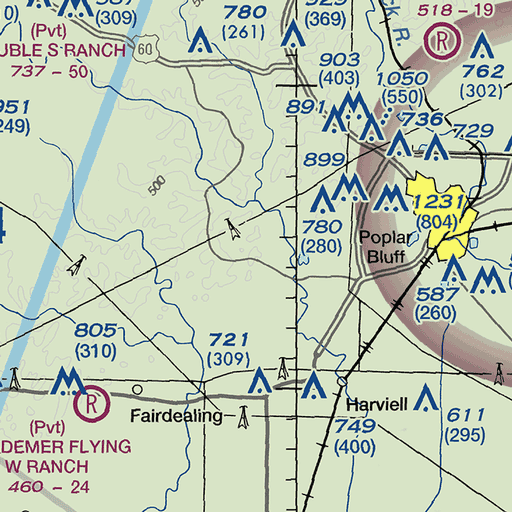 (309)
780
(261)
(369)
518 - 19
(Pvt)
UBLE S RANCH
737 - 50
60
R.
903
(403)
1050
(550)
762
(302)
951
(249)
891
736
729
899
500
1231
(804)
780
(280)
Poplar
Bluff
587
(260)
805
(310)
721
(309)
R
Fairdealing
Harviell
749
(400)
611
(295)
(Pvt)
DEMER FLYING
W RANCH
460 - 24
R